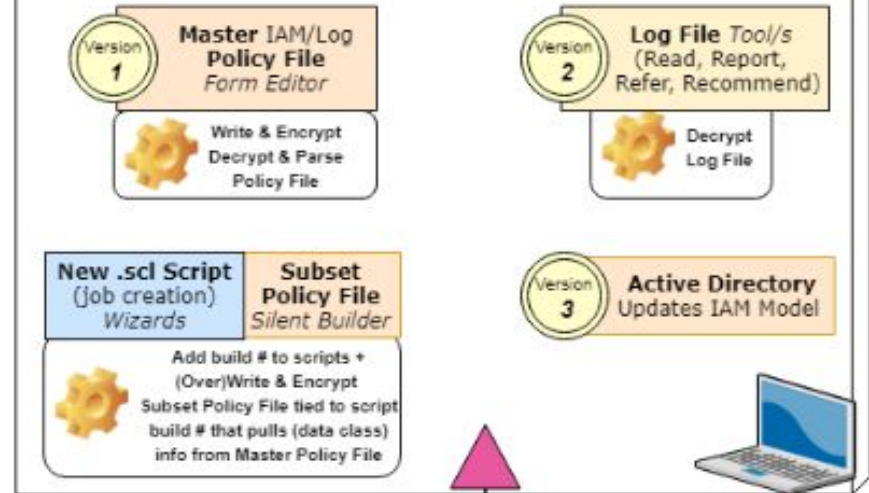 Version
1
Master IAM/Log
Policy File
Form Editor
Write & Encrypt
Decrypt & Parse
Policy File
Version
2
Log File Tool/s
(Read, Report,
Refer, Recommend)
Decrypt
Log File
New .scl Script
(job creation)
Wizards
Subset
Policy File
Silent Builder
Add build # to scripts +
(Over)Write & Encrypt
Subset Policy File tied to script
build # that pulls (data class)
info from Master Policy File
Version
3
Active Directory
Updates IAM Model